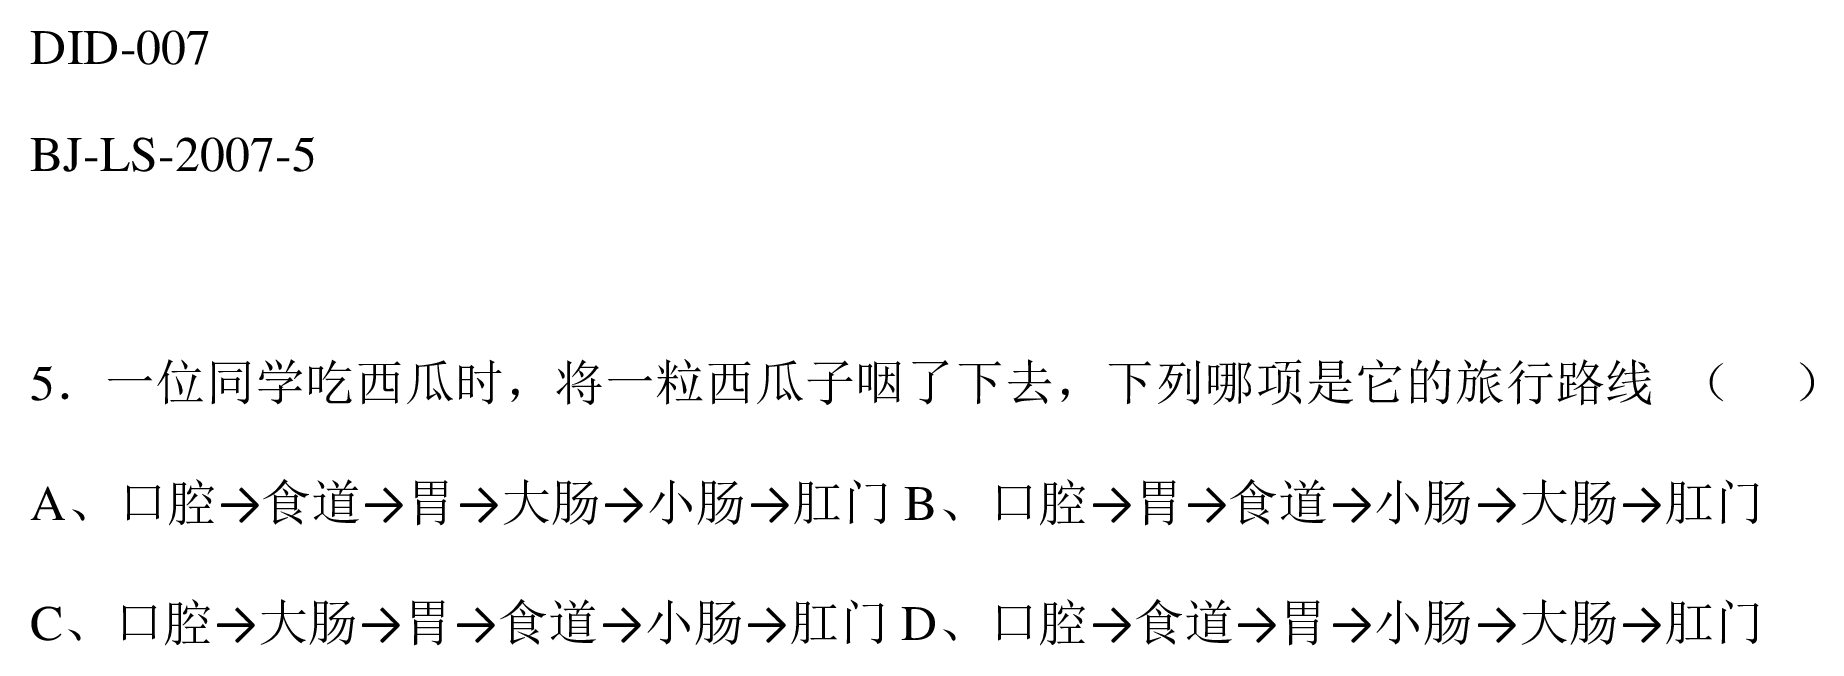 DID-007
BJ-LS-2007-5
5．一位同学吃西瓜时，将一粒西瓜子咽了下去，下列哪项是它的旅行路线 （ ）
A、口腔→食道→胃→大肠→小肠→肛门 B、口腔→胃→食道→小肠→大肠→肛门
C、口腔→大肠→胃→食道→小肠→肛门 D、口腔→食道→胃→小肠→大肠→肛门